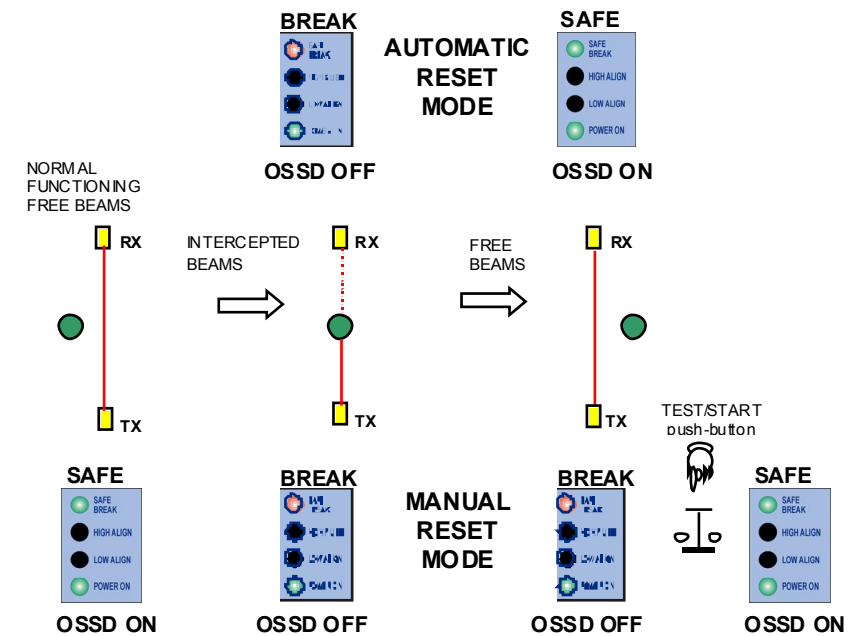 BREAK
SAFE
AUTOMATIC
RESET
MODE
SAFE
BREAK
HIGH ALIGN
LOW ALIGN
POWER ON
OSSD OFF
OSSD ON
NORMAL
FUNCTIONING
FREE BEAMS
RX
INTERCEPTED
BEAMS
RX
FREE
BEAMS
RX
TX
TX
TX
TEST/START
push-button
SAFE
SAFE
BREAK
HIGH ALIGN
LOW ALIGN
POWER ON
OSSD ON
BREAK
OSSD OFF
MANUAL
RESET
MODE
BREAK
OSSD OFF
SAFE
SAFE
BREAK
HIGH ALIGN
LOW ALIGN
POWER ON
OSSD ON